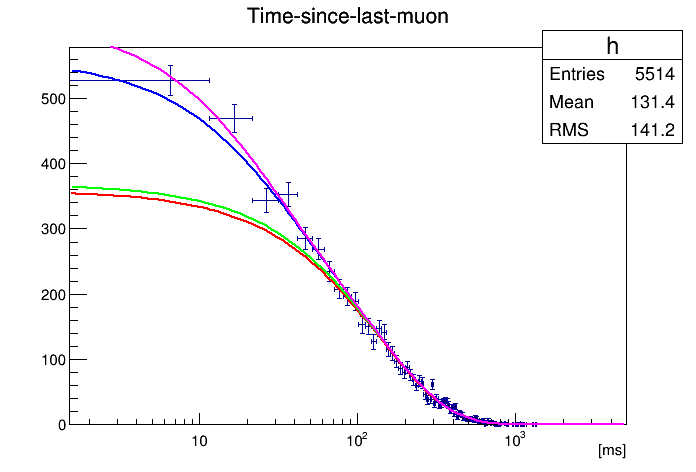 Time-since-last-muon
h
Entries 5514
Mean 131.4
RMS 141.2
500
400
300
200
100
0
10 10² 10³
[ms]